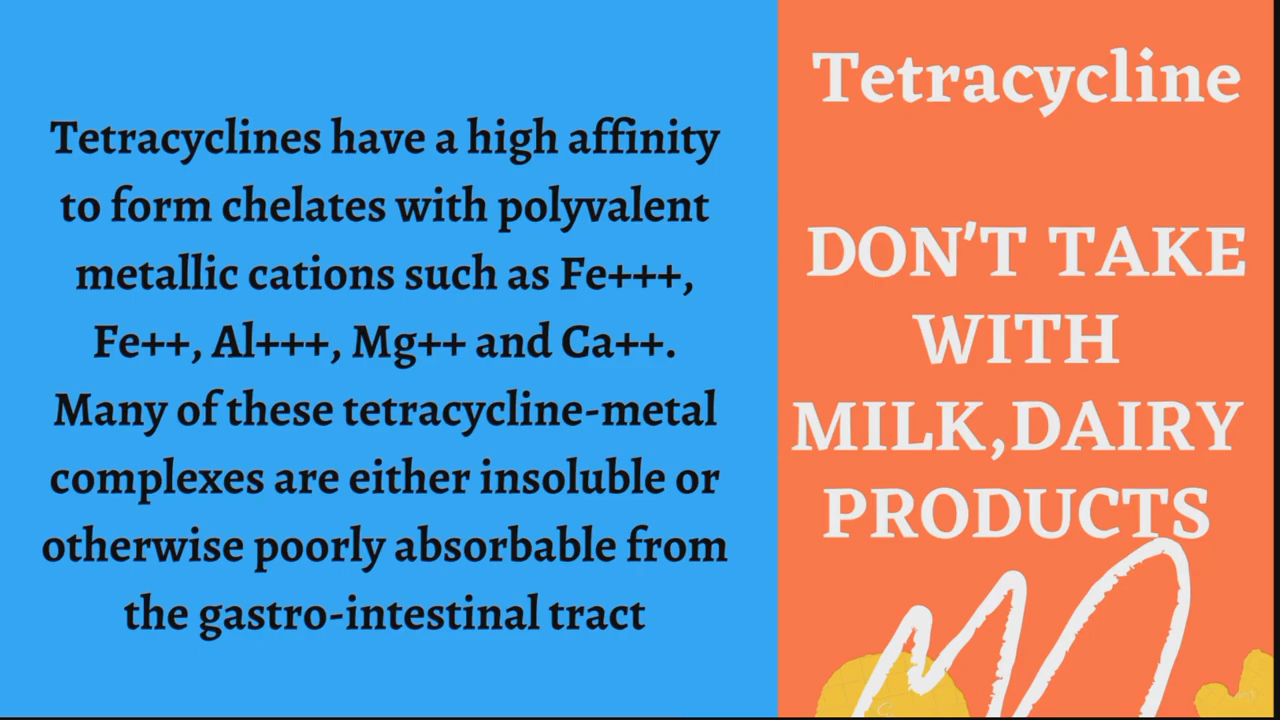 Tetracyclines have a high affinity
to form chelates with polyvalent
metallic cations such as Fe+++,
Fe++, Al+++, Mg++ and Ca++.
Many of these tetracycline-metal
complexes are either insoluble or
otherwise poorly absorbable from
the gastro-intestinal tract
Tetracycline
DON'T TAKE
WITH
MILK,DAIRY
PRODUCTS